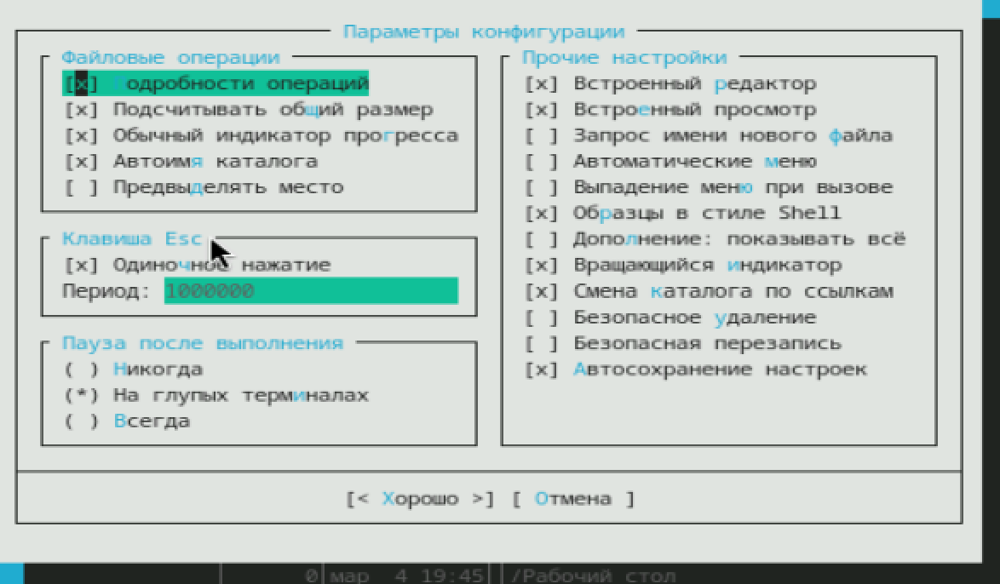 Параметры конфигурации
Файловые операции
[x] Подробности операций
[x] Подсчитывать общий размер
[x] Обычный индикатор прогресса
[x] Автоимя каталога
[ ] Предвыделять место
Клавиша Esc
[x] Одиночное нажатие
Период: 1000000
Пауза после выполнения
( ) Никогда
(*) На глупых терминалах
( ) Всегда
Прочие настройки
[x] Встроенный редактор
[x] Встроенный просмотр
[ ] Запрос имени нового файла
[ ] Автоматические меню
[ ] Выпадение меню при вызове
[x] Образцы в стиле Shell
[ ] Дополнение: показывать всё
[x] Вращающийся индикатор
[x] Смена каталога по ссылкам
[ ] Безопасное удаление
[ ] Безопасная перезапись
[x] Автосохранение настроек
[< Хорошо >] [ Отмена ]
0|мар 4 19:45| |/Рабочий стол